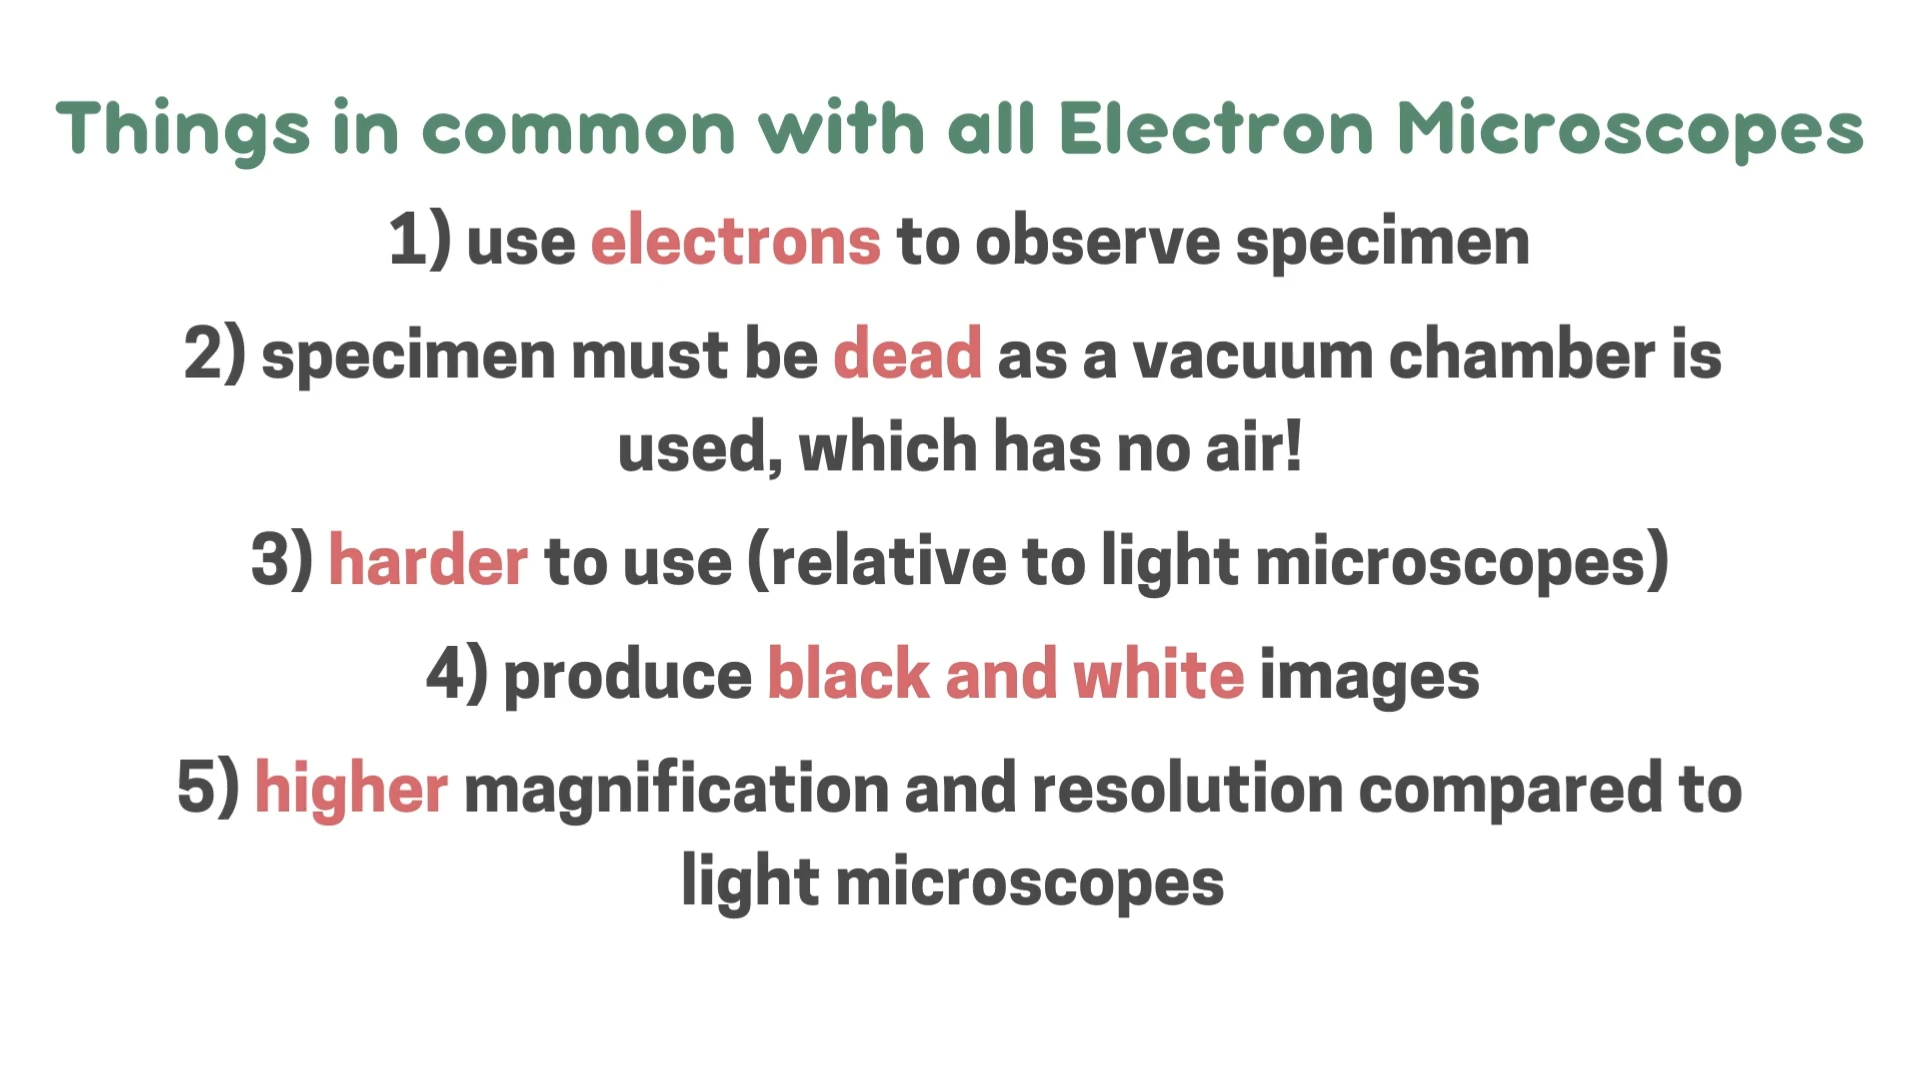 Things in common with all Electron Microscopes
1) use electrons to observe specimen
2) specimen must be dead as a vacuum chamber is
used, which has no air!
3) harder to use (relative to light microscopes)
4) produce black and white images
5) higher magnification and resolution compared to
light microscopes